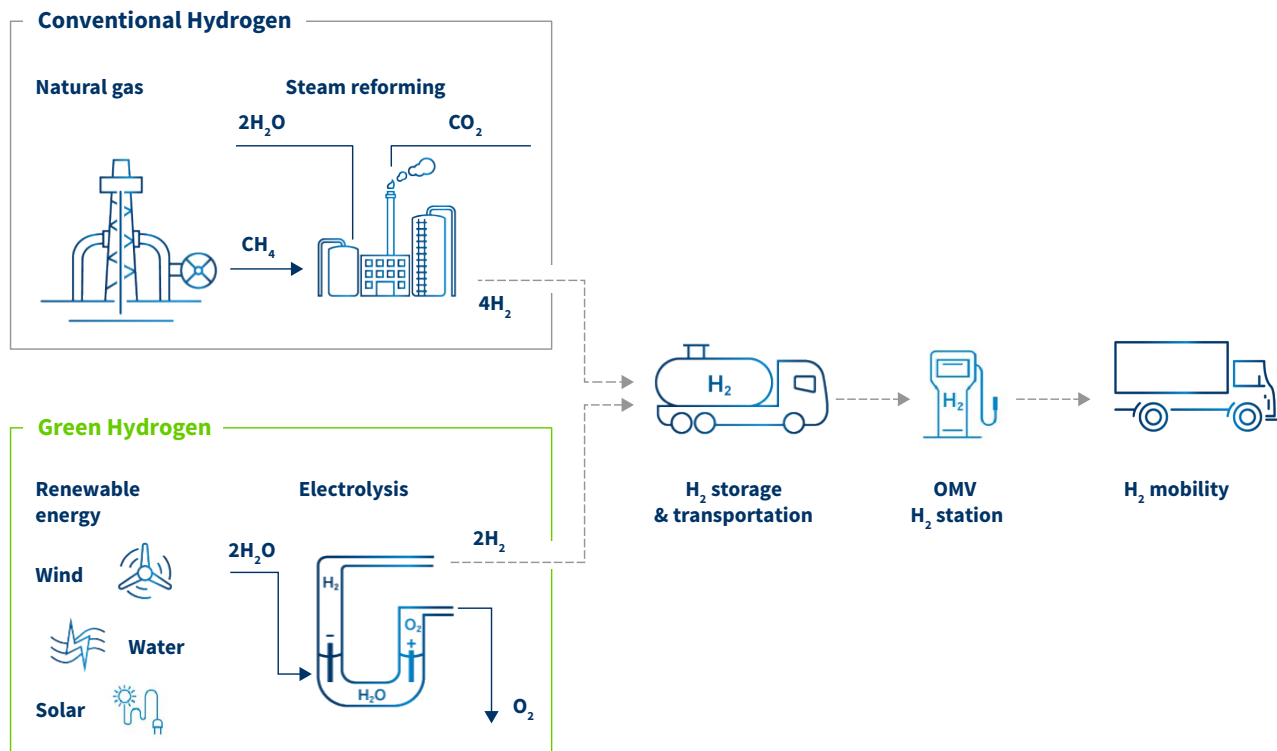 Conventional Hydrogen
Natural gas
Steam reforming
2H₂O
CO₂
CH₄
4H₂
Green Hydrogen
Renewable
energy
Electrolysis
Wind
Water
Solar
2H₂O
2H₂
H₂
O₂
−
+
H₂O
O₂
H₂
H₂ storage
& transportation
H₂
OMV
H₂ station
H₂ mobility